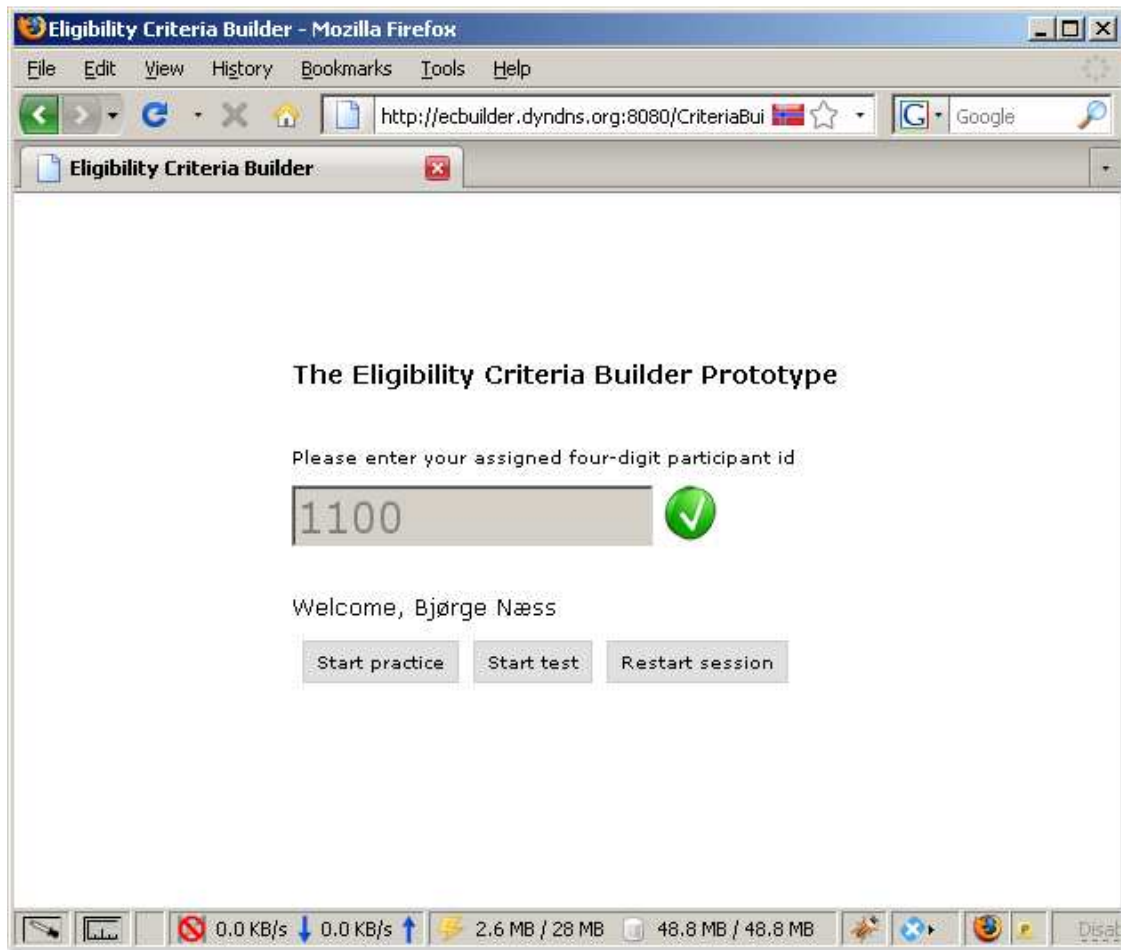 Eligibility Criteria Builder - Mozilla Firefox
File Edit View History Bookmarks Tools Help
http://ecbuilder.dyndns.org:8080/CriteriaBui G Google
Eligibility Criteria Builder
The Eligibility Criteria Builder Prototype
Please enter your assigned four-digit participant id
1100
Welcome, Bjørge Næss
Start practice Start test Restart session
0.0 KB/s 0.0 KB/s 2.6 MB / 28 MB 48.8 MB / 48.8 MB